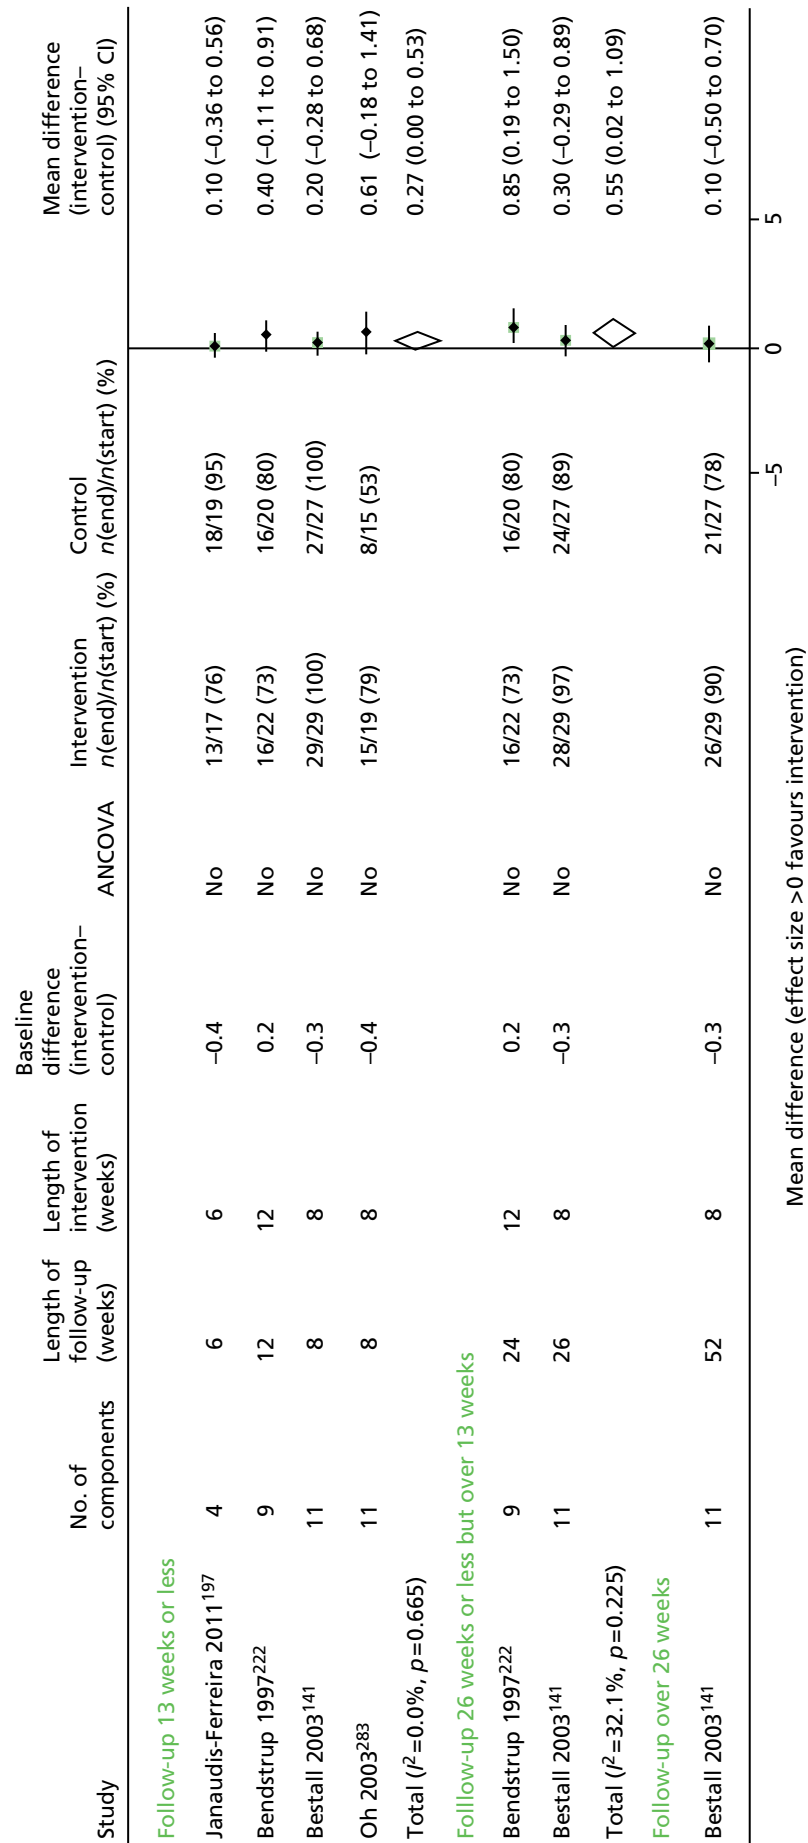 Study No. of components Length of follow-up (weeks) Length of intervention (weeks) Baseline difference (intervention–control) ANCOVA Intervention n(end)/n(start) (%) Control n(end)/n(start) (%) Mean difference (intervention–control) (95% CI)
Follow-up 13 weeks or less
Janaudis-Ferreira 2011197 4 6 6 –0.4 No 13/17 (76) 18/19 (95) 0.10 (–0.36 to 0.56)
Bendstrup 1997222 9 12 12 0.2 No 16/22 (73) 16/20 (80) 0.40 (–0.11 to 0.91)
Bestall 2003141 11 8 8 –0.3 No 29/29 (100) 27/27 (100) 0.20 (–0.28 to 0.68)
Oh 2003283 11 8 8 –0.4 No 15/19 (79) 8/15 (53) 0.61 (–0.18 to 1.41)
Total (I2=0.0%, p=0.665) 0.27 (0.00 to 0.53)
Folllow-up 26 weeks or less but over 13 weeks
Bendstrup 1997222 9 24 12 0.2 No 16/22 (73) 16/20 (80) 0.85 (0.19 to 1.50)
Bestall 2003141 11 26 8 –0.3 No 28/29 (97) 24/27 (89) 0.30 (–0.29 to 0.89)
Total (I2=32.1%, p=0.225) 0.55 (0.02 to 1.09)
Follow-up over 26 weeks
Bestall 2003141 11 52 8 –0.3 No 26/29 (90) 21/27 (78) 0.10 (–0.50 to 0.70)
–5 0 5
Mean difference (effect size >0 favours intervention)